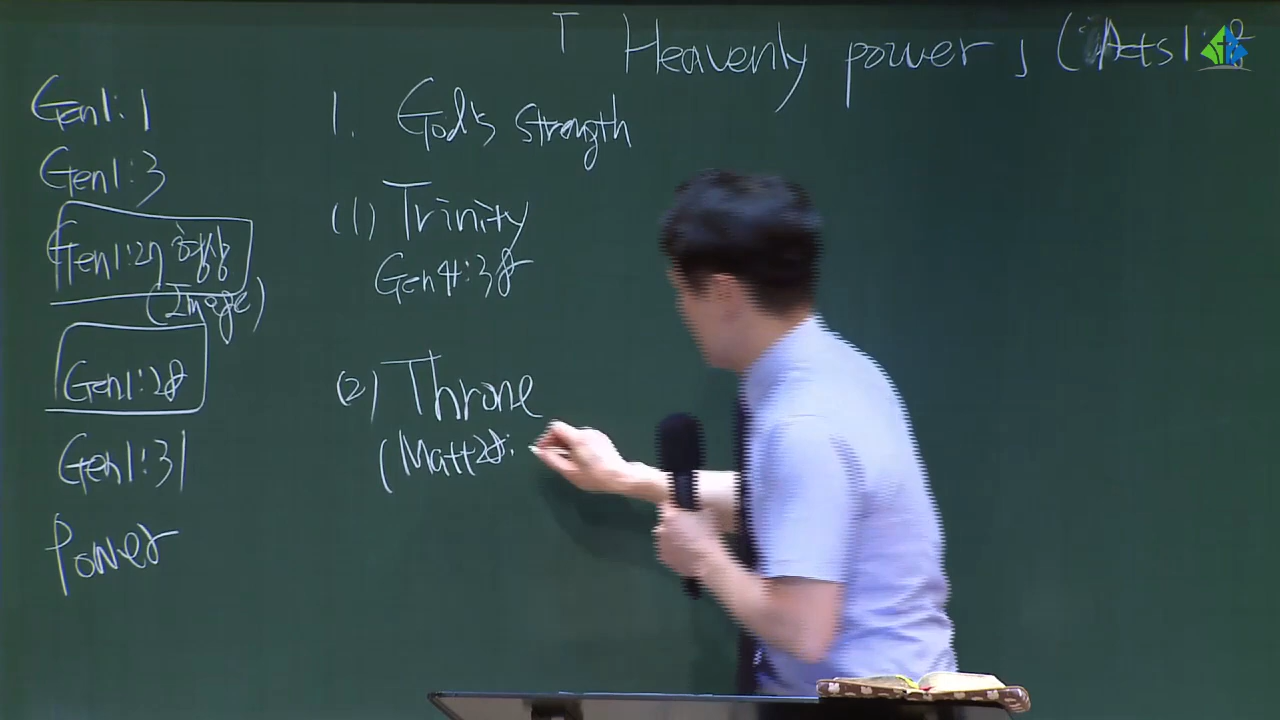 「 Heavenly power 」 (Acts1:8
Gen1:1
Gen1:3
Gen1:27 형상
(Image)
Gen1:28
Gen1:31
Power
1. God's strength
(1) Trinity
Gen41:38
(2) Throne
(Matt28: